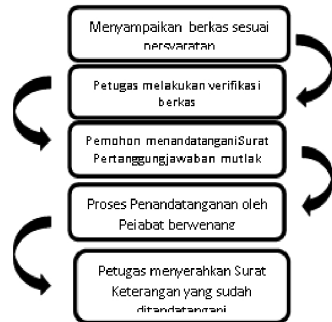 Menyampaikan berkas sesuai
persyaratan
Petugas melakukan verifikasi
berkas
Pemohon menandatanganiSurat
Pertanggungjawaban mutlak
Proses Penandatanganan oleh
Pejabat berwenang
Petugas menyerahkan Surat
Keterangan yang sudah
ditandatangani